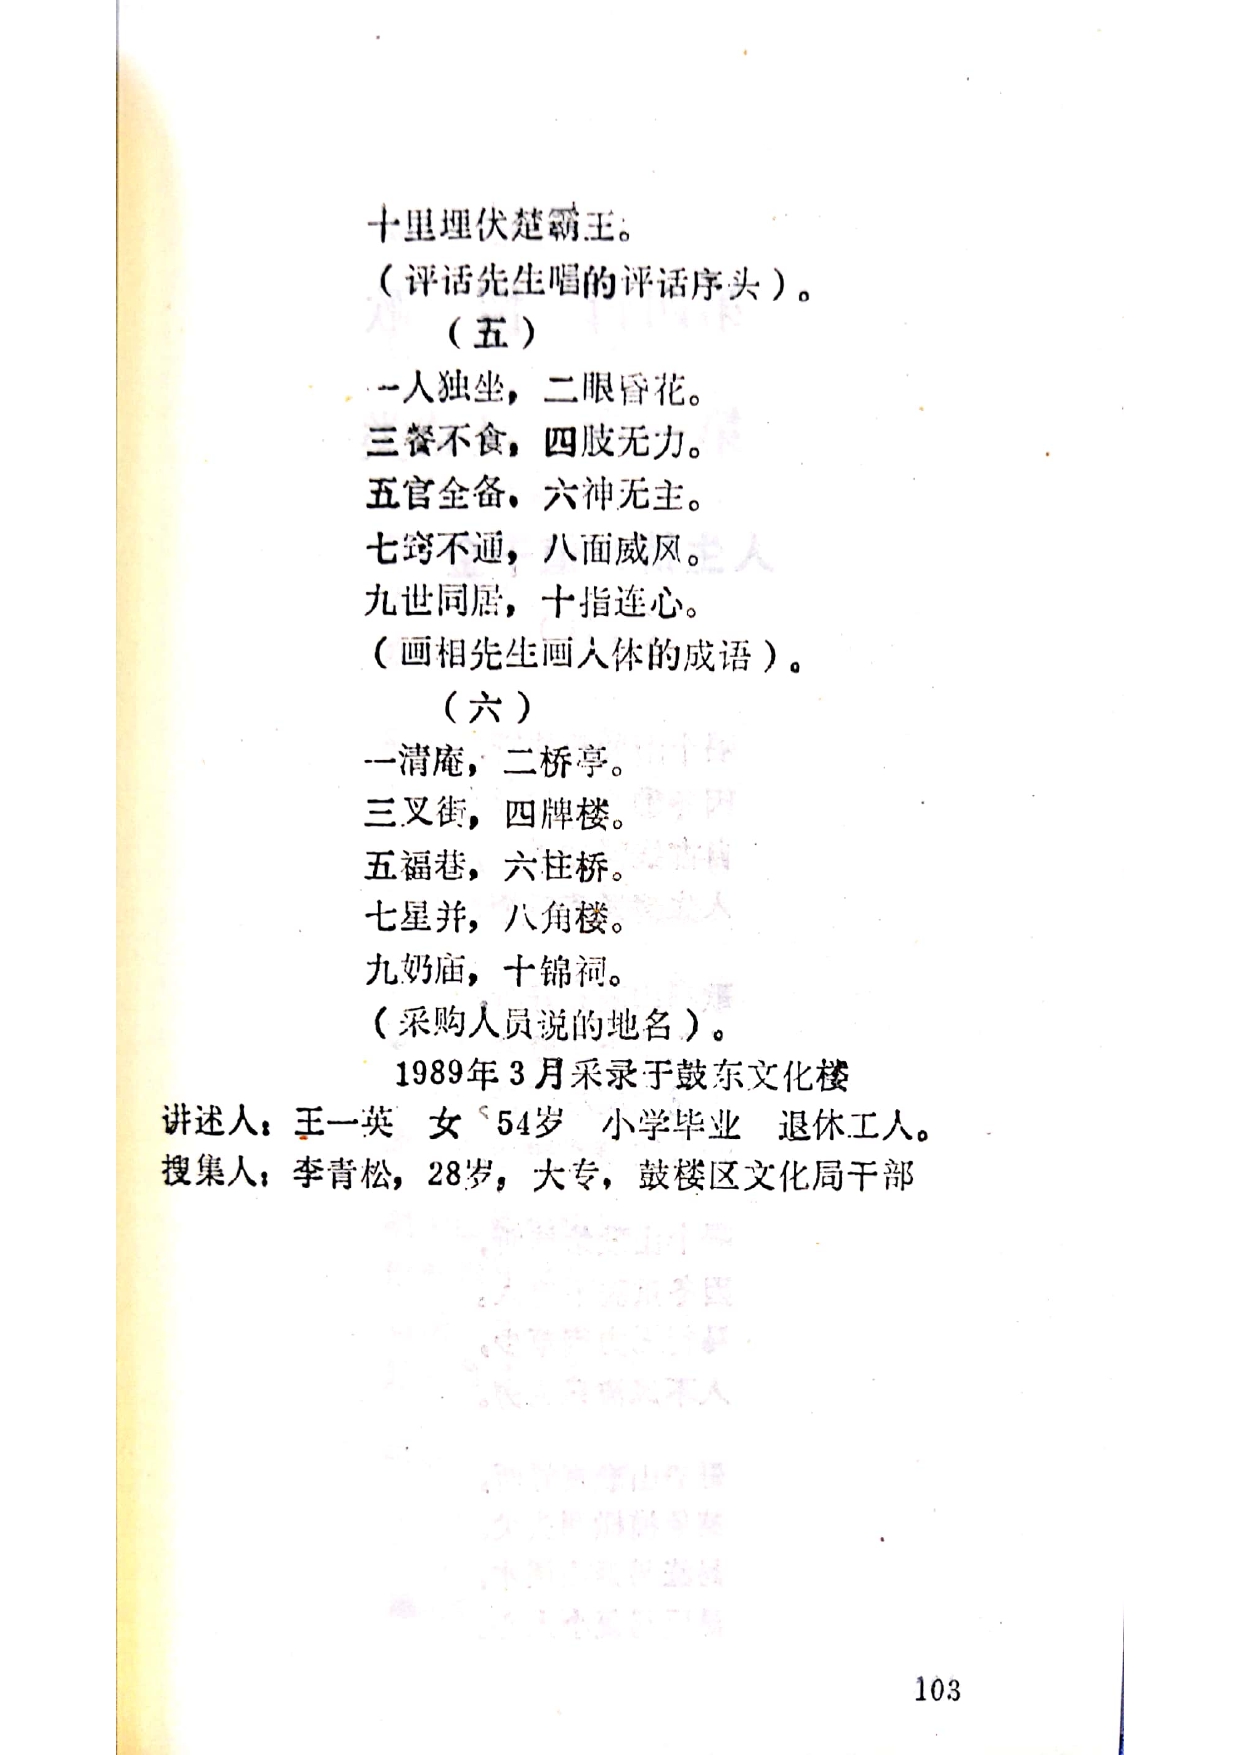 十里埋伏楚霸王。
（评话先生唱的评话序头）。
（五）
一人独坐，二眼昏花。
三餐不食，四肢无力。
五官全备，六神无主。
七窍不通，八面威风。
九世同居，十指连心。
（画相先生画人体的成语）。
（六）
一清庵，二桥亭。
三叉街，四牌楼。
五福巷，六柱桥。
七星井，八角楼。
九奶庙，十锦祠。
（采购人员说的地名）。
1989年3月采录于鼓东文化楼
讲述人：王一英 女 54岁 小学毕业 退休工人。
搜集人：李青松，28岁，大专，鼓楼区文化局干部
103